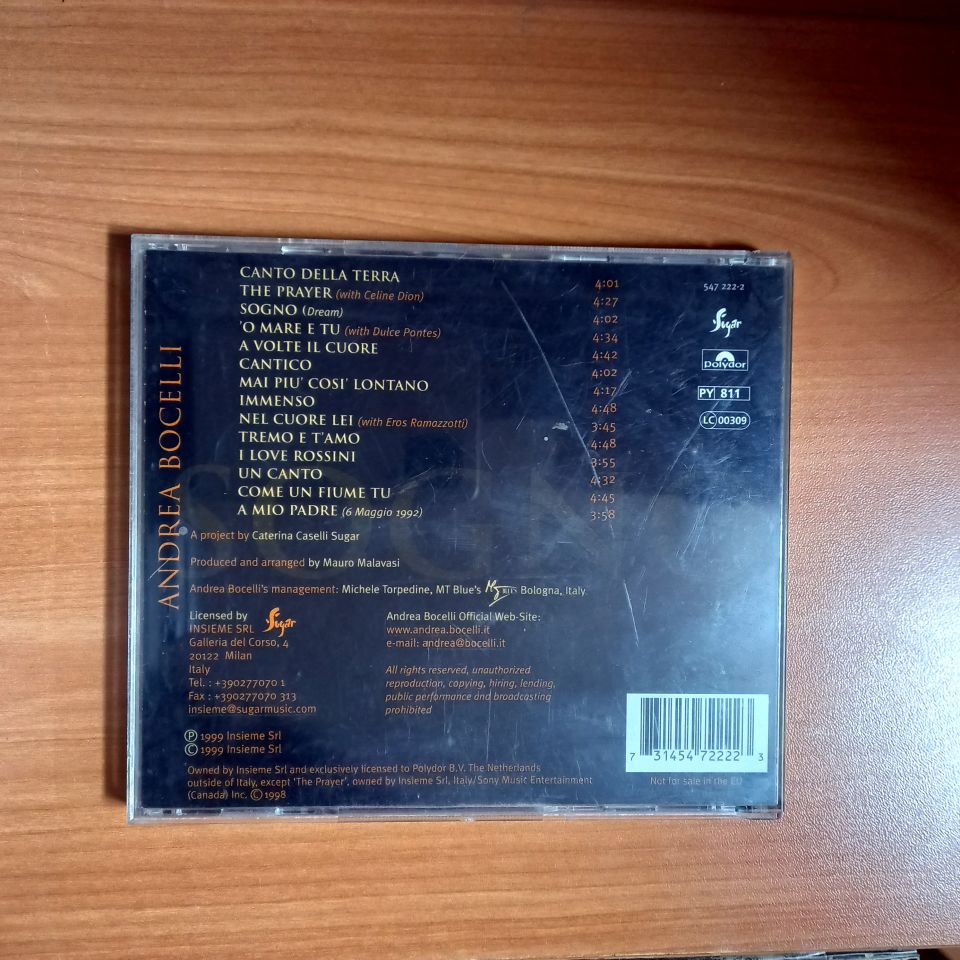 ANDREA BOCELLI
CANTO DELLA TERRA 4:01
THE PRAYER (with Celine Dion) 4:27
SOGNO (Dream) 4:02
'O MARE E TU (with Dulce Pontes) 4:34
A VOLTE IL CUORE 4:42
CANTICO 4:02
MAI PIU' COSI' LONTANO 4:17
IMMENSO 4:48
NEL CUORE LEI (with Eros Ramazzotti) 3:45
TREMO E T'AMO 4:48
I LOVE ROSSINI 3:55
UN CANTO 4:32
COME UN FIUME TU 4:45
A MIO PADRE (6 Maggio 1992) 3:58
547 222-2
Sugar
polydor
PY 811
LC 00309
SOGNO
A project by Caterina Caselli Sugar
Produced and arranged by Mauro Malavasi
Andrea Bocelli's management: Michele Torpedine, MT Blue's Bologna, Italy
Licensed by Sugar
INSIEME SRL
Galleria del Corso, 4
20122 Milan
Italy
Tel. : +390277070 1
Fax : +390277070 313
insieme@sugarmusic.com
Andrea Bocelli Official Web-Site:
www.andrea.bocelli.it
e-mail: andrea@bocelli.it
All rights reserved, unauthorized
reproduction, copying, hiring, lending,
public performance and broadcasting
prohibited
Ⓟ 1999 Insieme Srl
© 1999 Insieme Srl
Owned by Insieme Srl and exclusively licensed to Polydor B.V. The Netherlands
outside of Italy, except 'The Prayer', owned by Insieme Srl, Italy/Sony Music Entertainment
(Canada) Inc. © 1998
7 31454 72222 3
Not for sale in the EU